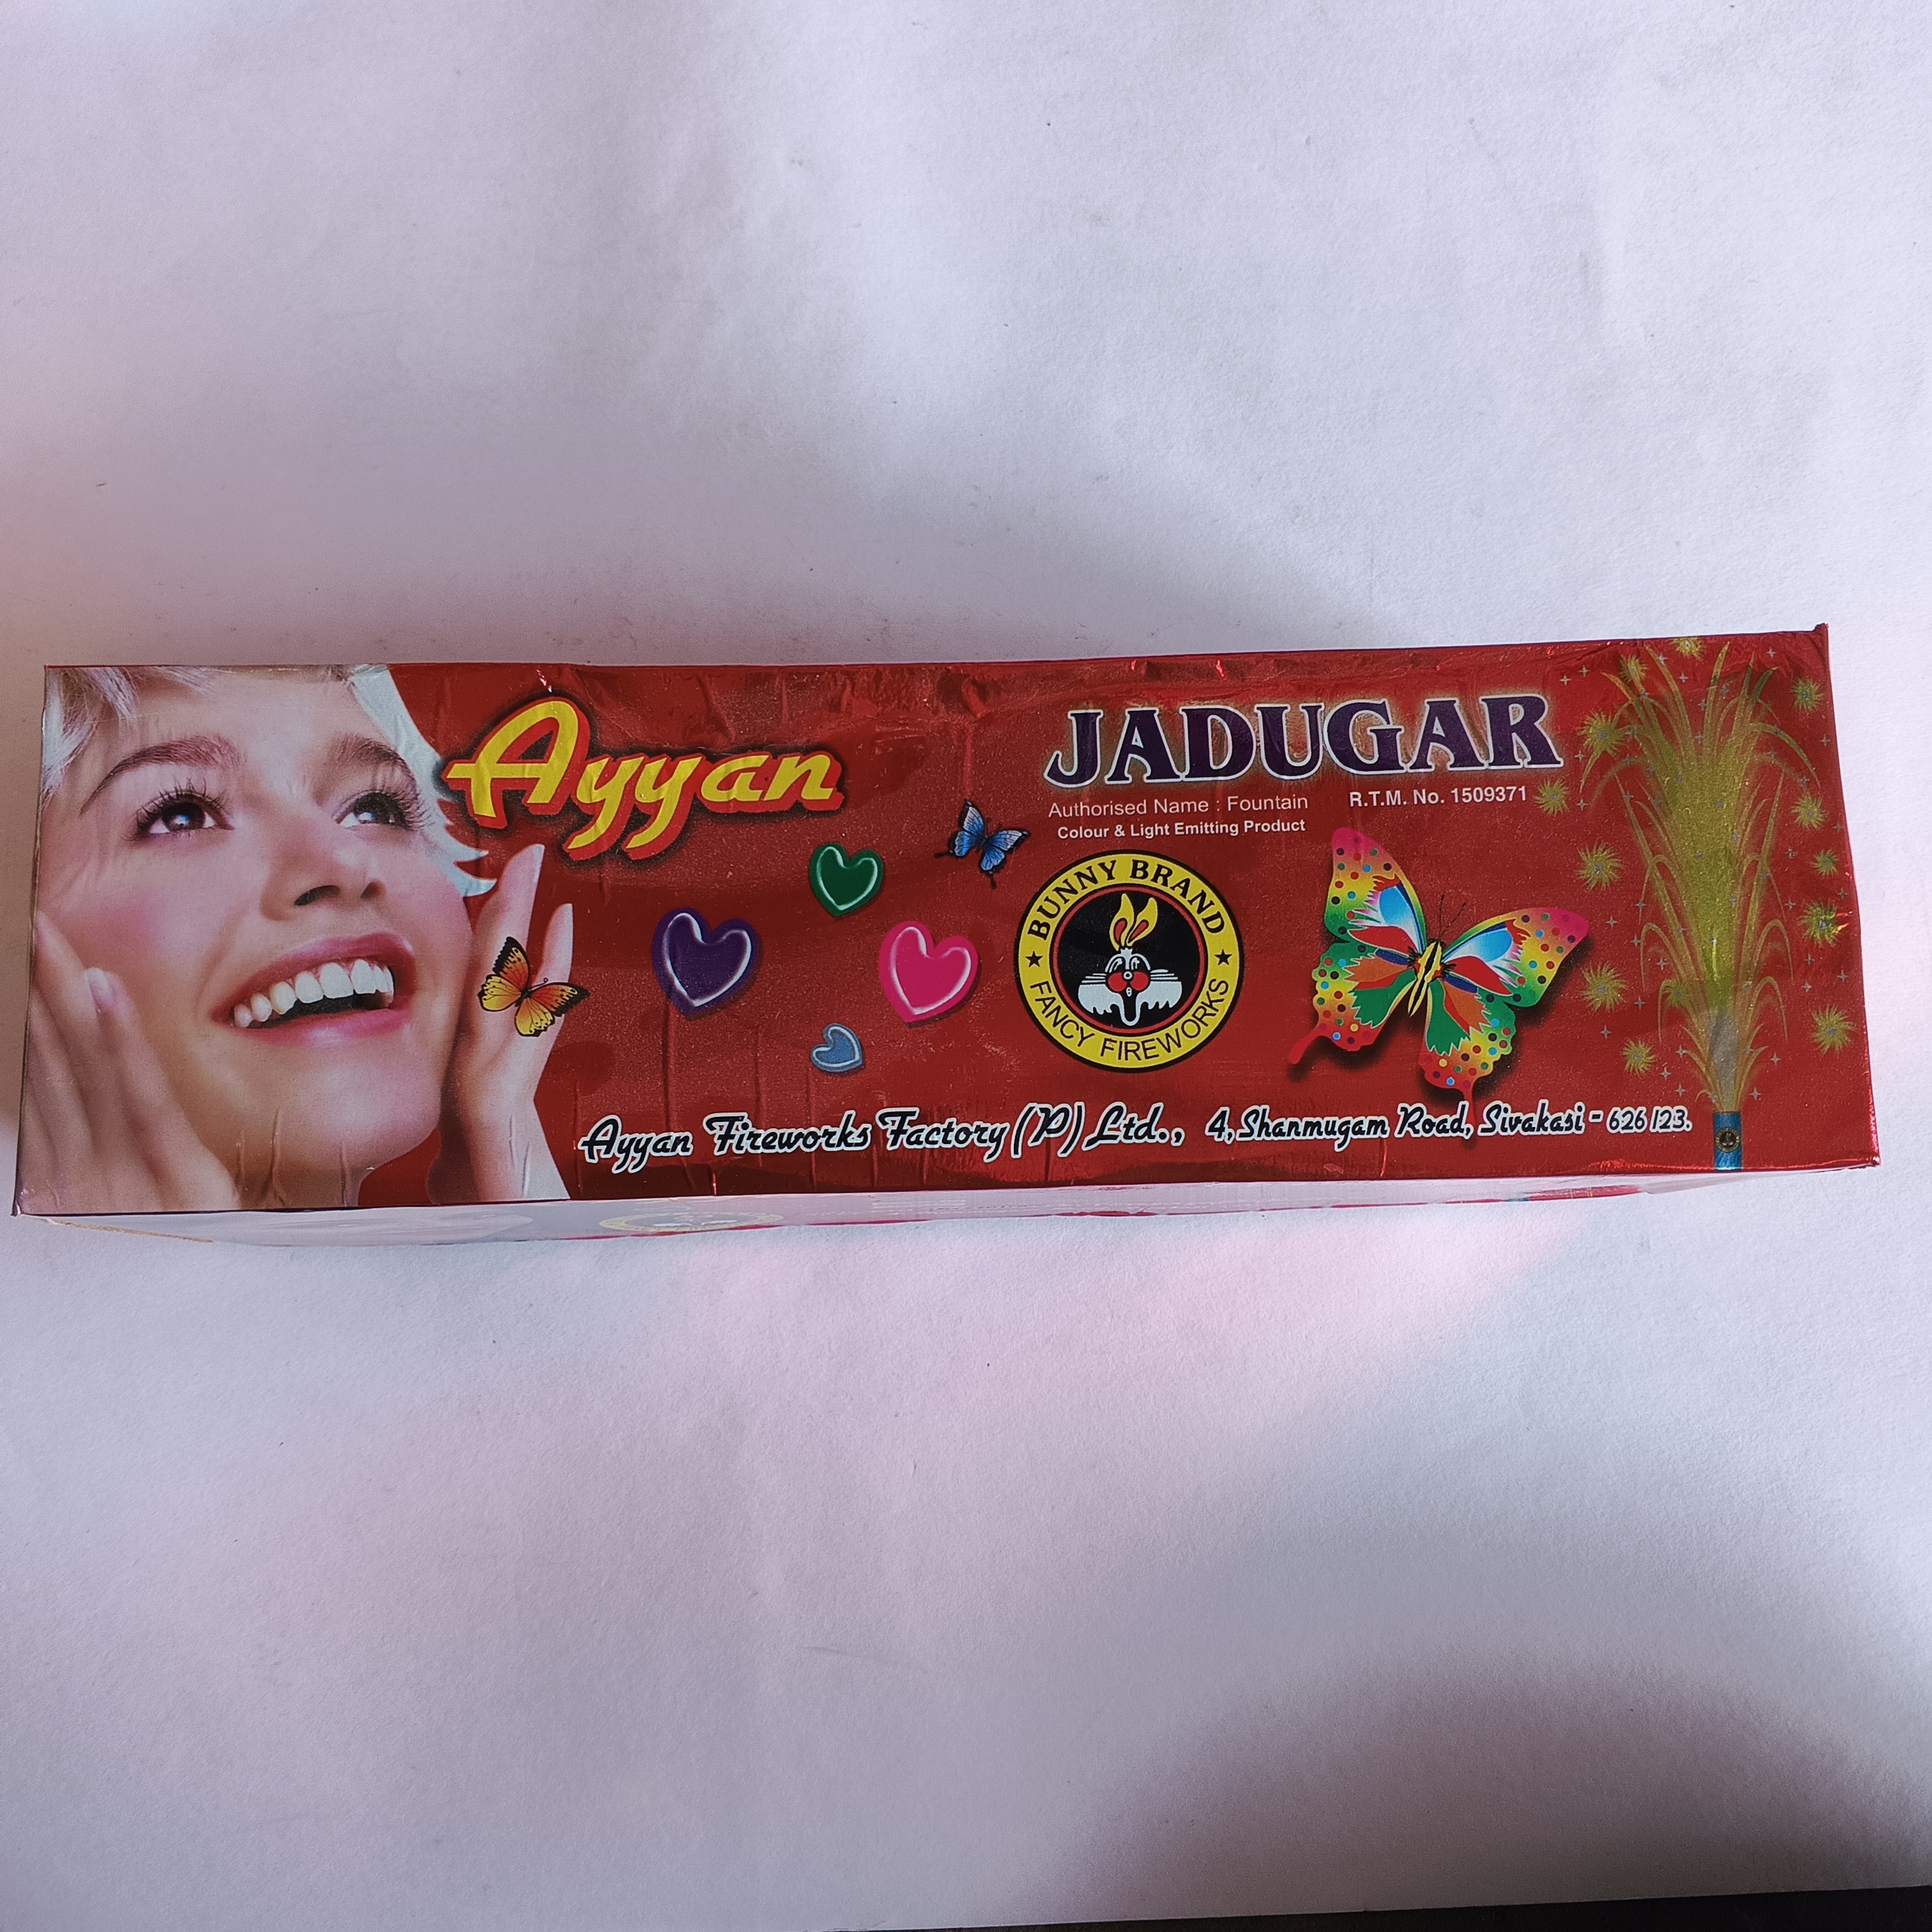 Ayyan
JADUGAR
Authorised Name : Fountain
R.T.M. No. 1509371
Colour & Light Emitting Product
BUNNY BRAND
FANCY FIREWORKS
Ayyan Fireworks Factory (P) Ltd., 4, Shanmugam Road, Sivakasi - 626 123.